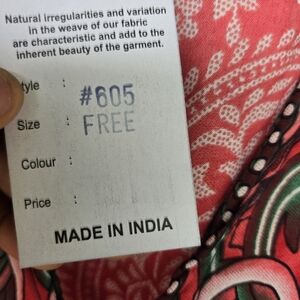 Natural irregularities and variation
in the weave of our fabric
are characteristic and add to the
inherent beauty of the garment.
tyle : #605
Size : FREE
Colour :
Price :
MADE IN INDIA